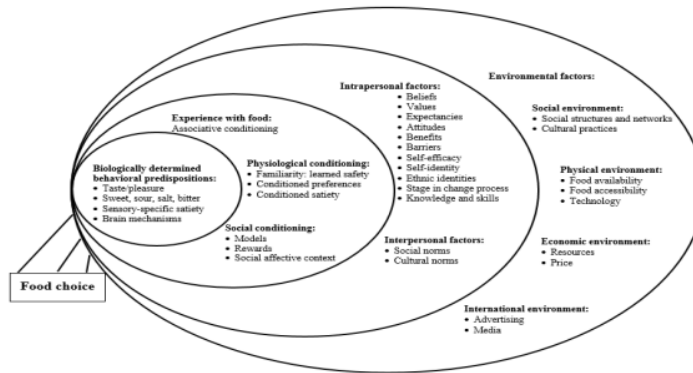 Environmental factors:
Intrapersonal factors:
• Beliefs
• Values
• Expectancies
• Attitudes
• Benefits
• Barriers
• Self-efficacy
• Self-identity
• Ethnic identities
• Stage in change process
• Knowledge and skills
Social environment:
• Social structures and networks
• Cultural practices
Experience with food:
Associative conditioning
Biologically determined
behavioral predispositions:
• Taste/pleasure
• Sweet, sour, salt, bitter
• Sensory-specific satiety
• Brain mechanisms
Physiological conditioning:
• Familiarity: learned safety
• Conditioned preferences
• Conditioned satiety
Physical environment:
• Food availability
• Food accessibility
• Technology
Social conditioning:
• Models
• Rewards
• Social affective context
Interpersonal factors:
• Social norms
• Cultural norms
Economic environment:
• Resources
• Price
Food choice
International environment:
• Advertising
• Media